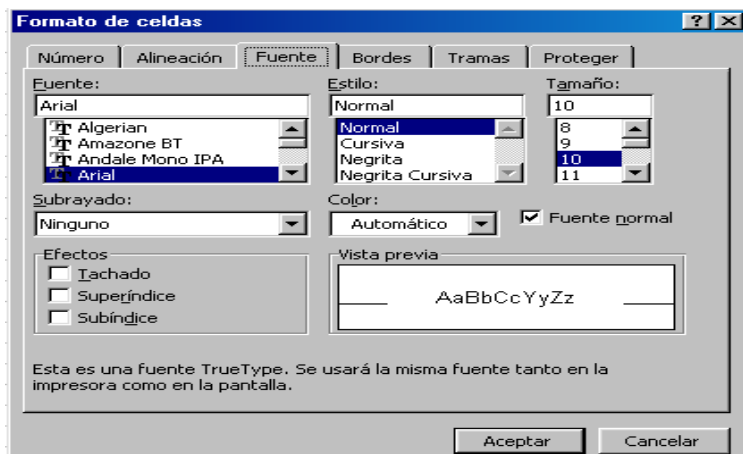 Formato de celdas
Número Alineación Fuente Bordes Tramas Proteger
Fuente: Estilo: Tamaño:
Arial Normal 10
Algerian Normal 8
Amazone BT Cursiva 9
Andale Mono IPA Negrita 10
Arial Negrita Cursiva 11
Subrayado: Color:
Ninguno Automático Fuente normal
Efectos Vista previa
Tachado
Superíndice AaBbCcYyZz
Subíndice
Esta es una fuente TrueType. Se usará la misma fuente tanto en la
impresora como en la pantalla.
Aceptar Cancelar